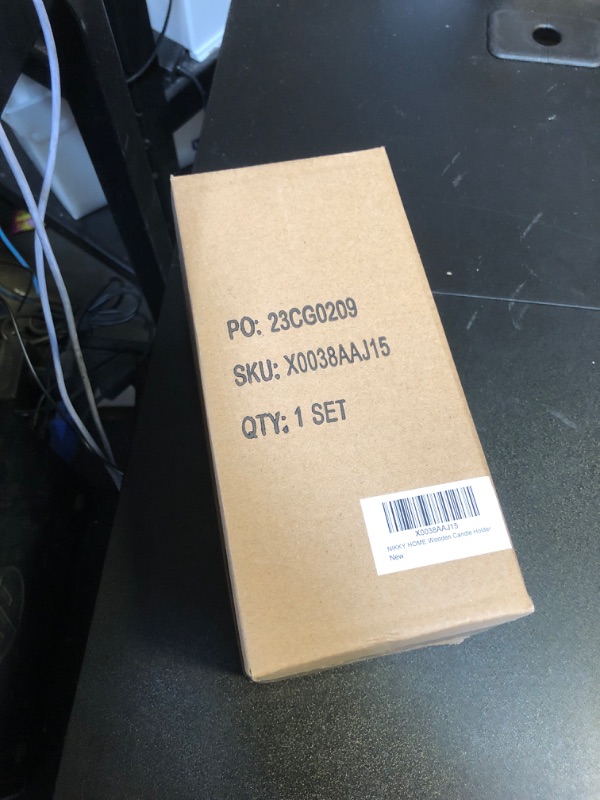 PO: 23CG0209
SKU: X0038AAJ15
QTY: 1 SET
X0038AAJ15
NIKKY HOME Wooden Candle Holder
New